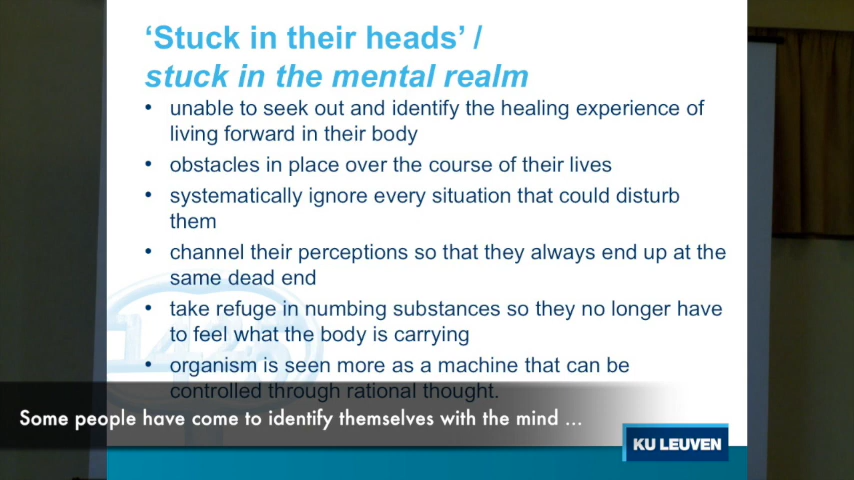 ‘Stuck in their heads’ /
stuck in the mental realm
• unable to seek out and identify the healing experience of
living forward in their body
• obstacles in place over the course of their lives
• systematically ignore every situation that could disturb
them
• channel their perceptions so that they always end up at the
same dead end
• take refuge in numbing substances so they no longer have
to feel what the body is carrying
• organism is seen more as a machine that can be
controlled through rational thought.
Some people have come to identify themselves with the mind ...
KU LEUVEN
1425